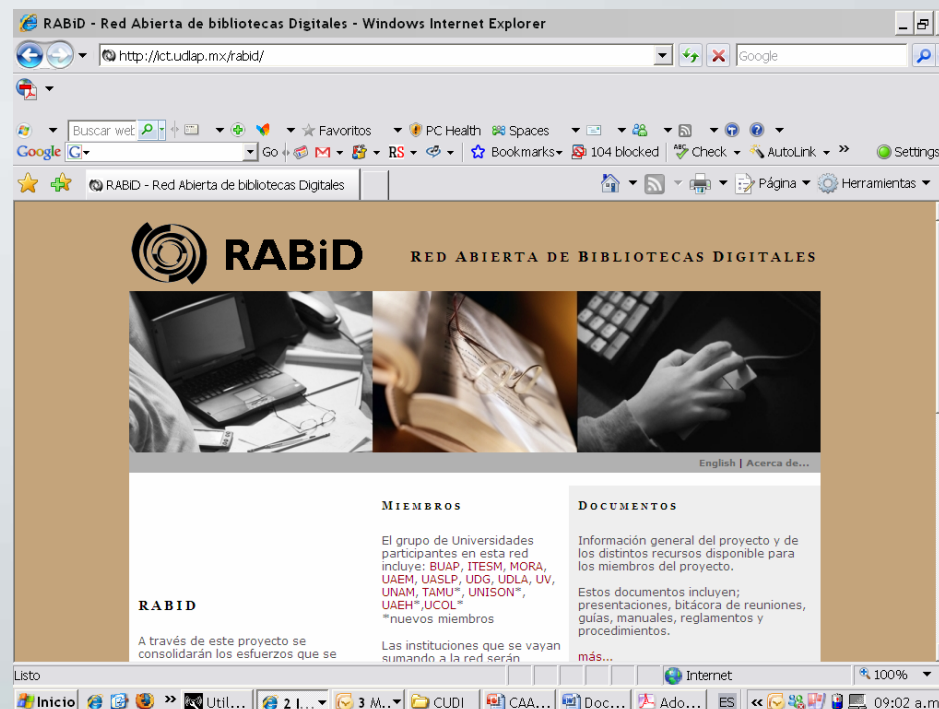 RABiD - Red Abierta de bibliotecas Digitales - Windows Internet Explorer
http://ict.udlap.mx/rabid/
Google
Buscar web
Favoritos
PC Health
Spaces
Google
G
Go
RS
Bookmarks
104 blocked
Check
AutoLink
Settings
RABiD - Red Abierta de bibliotecas Digitales
Página
Herramientas
RABiD
RED ABIERTA DE BIBLIOTECAS DIGITALES
English | Acerca de...
RABID
A través de este proyecto se
consolidarán los esfuerzos que se
MIEMBROS
El grupo de Universidades
participantes en esta red
incluye: BUAP, ITESM, MORA,
UAEM, UASLP, UDG, UDLA, UV,
UNAM, TAMU*, UNISON*,
UAEH*,UCOL*
*nuevos miembros
Las instituciones que se vayan
sumando a la red serán
DOCUMENTOS
Información general del proyecto y de
los distintos recursos disponible para
los miembros del proyecto.
Estos documentos incluyen;
presentaciones, bitácora de reuniones,
guías, manuales, reglamentos y
procedimientos.
más...
Listo
Internet
100%
Inicio
Util...
2 I...
3 M..
CUDI
CAA...
Doc...
Ado...
ES
09:02 a.m